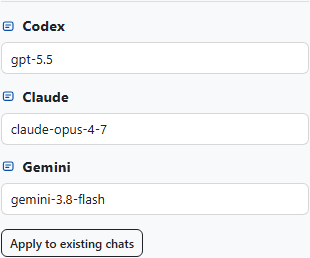 Codex
gpt-5.5
Claude
claude-opus-4-7
Gemini
gemini-3.8-flash
Apply to existing chats